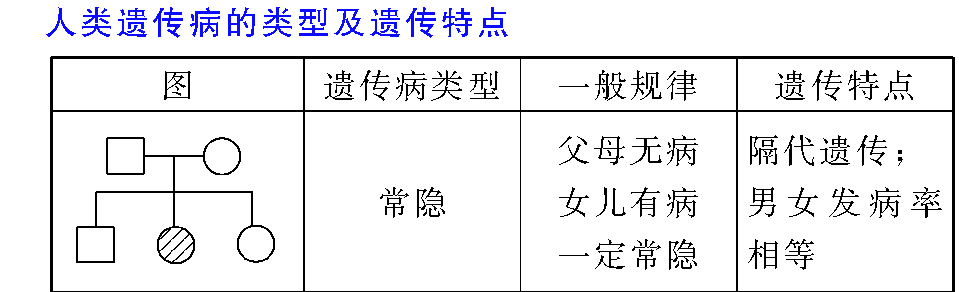 人类遗传病的类型及遗传特点
图 遗传病类型 一般规律 遗传特点
常隐
父母无病
女儿有病
一定常隐
隔代遗传；
男女发病率
相等